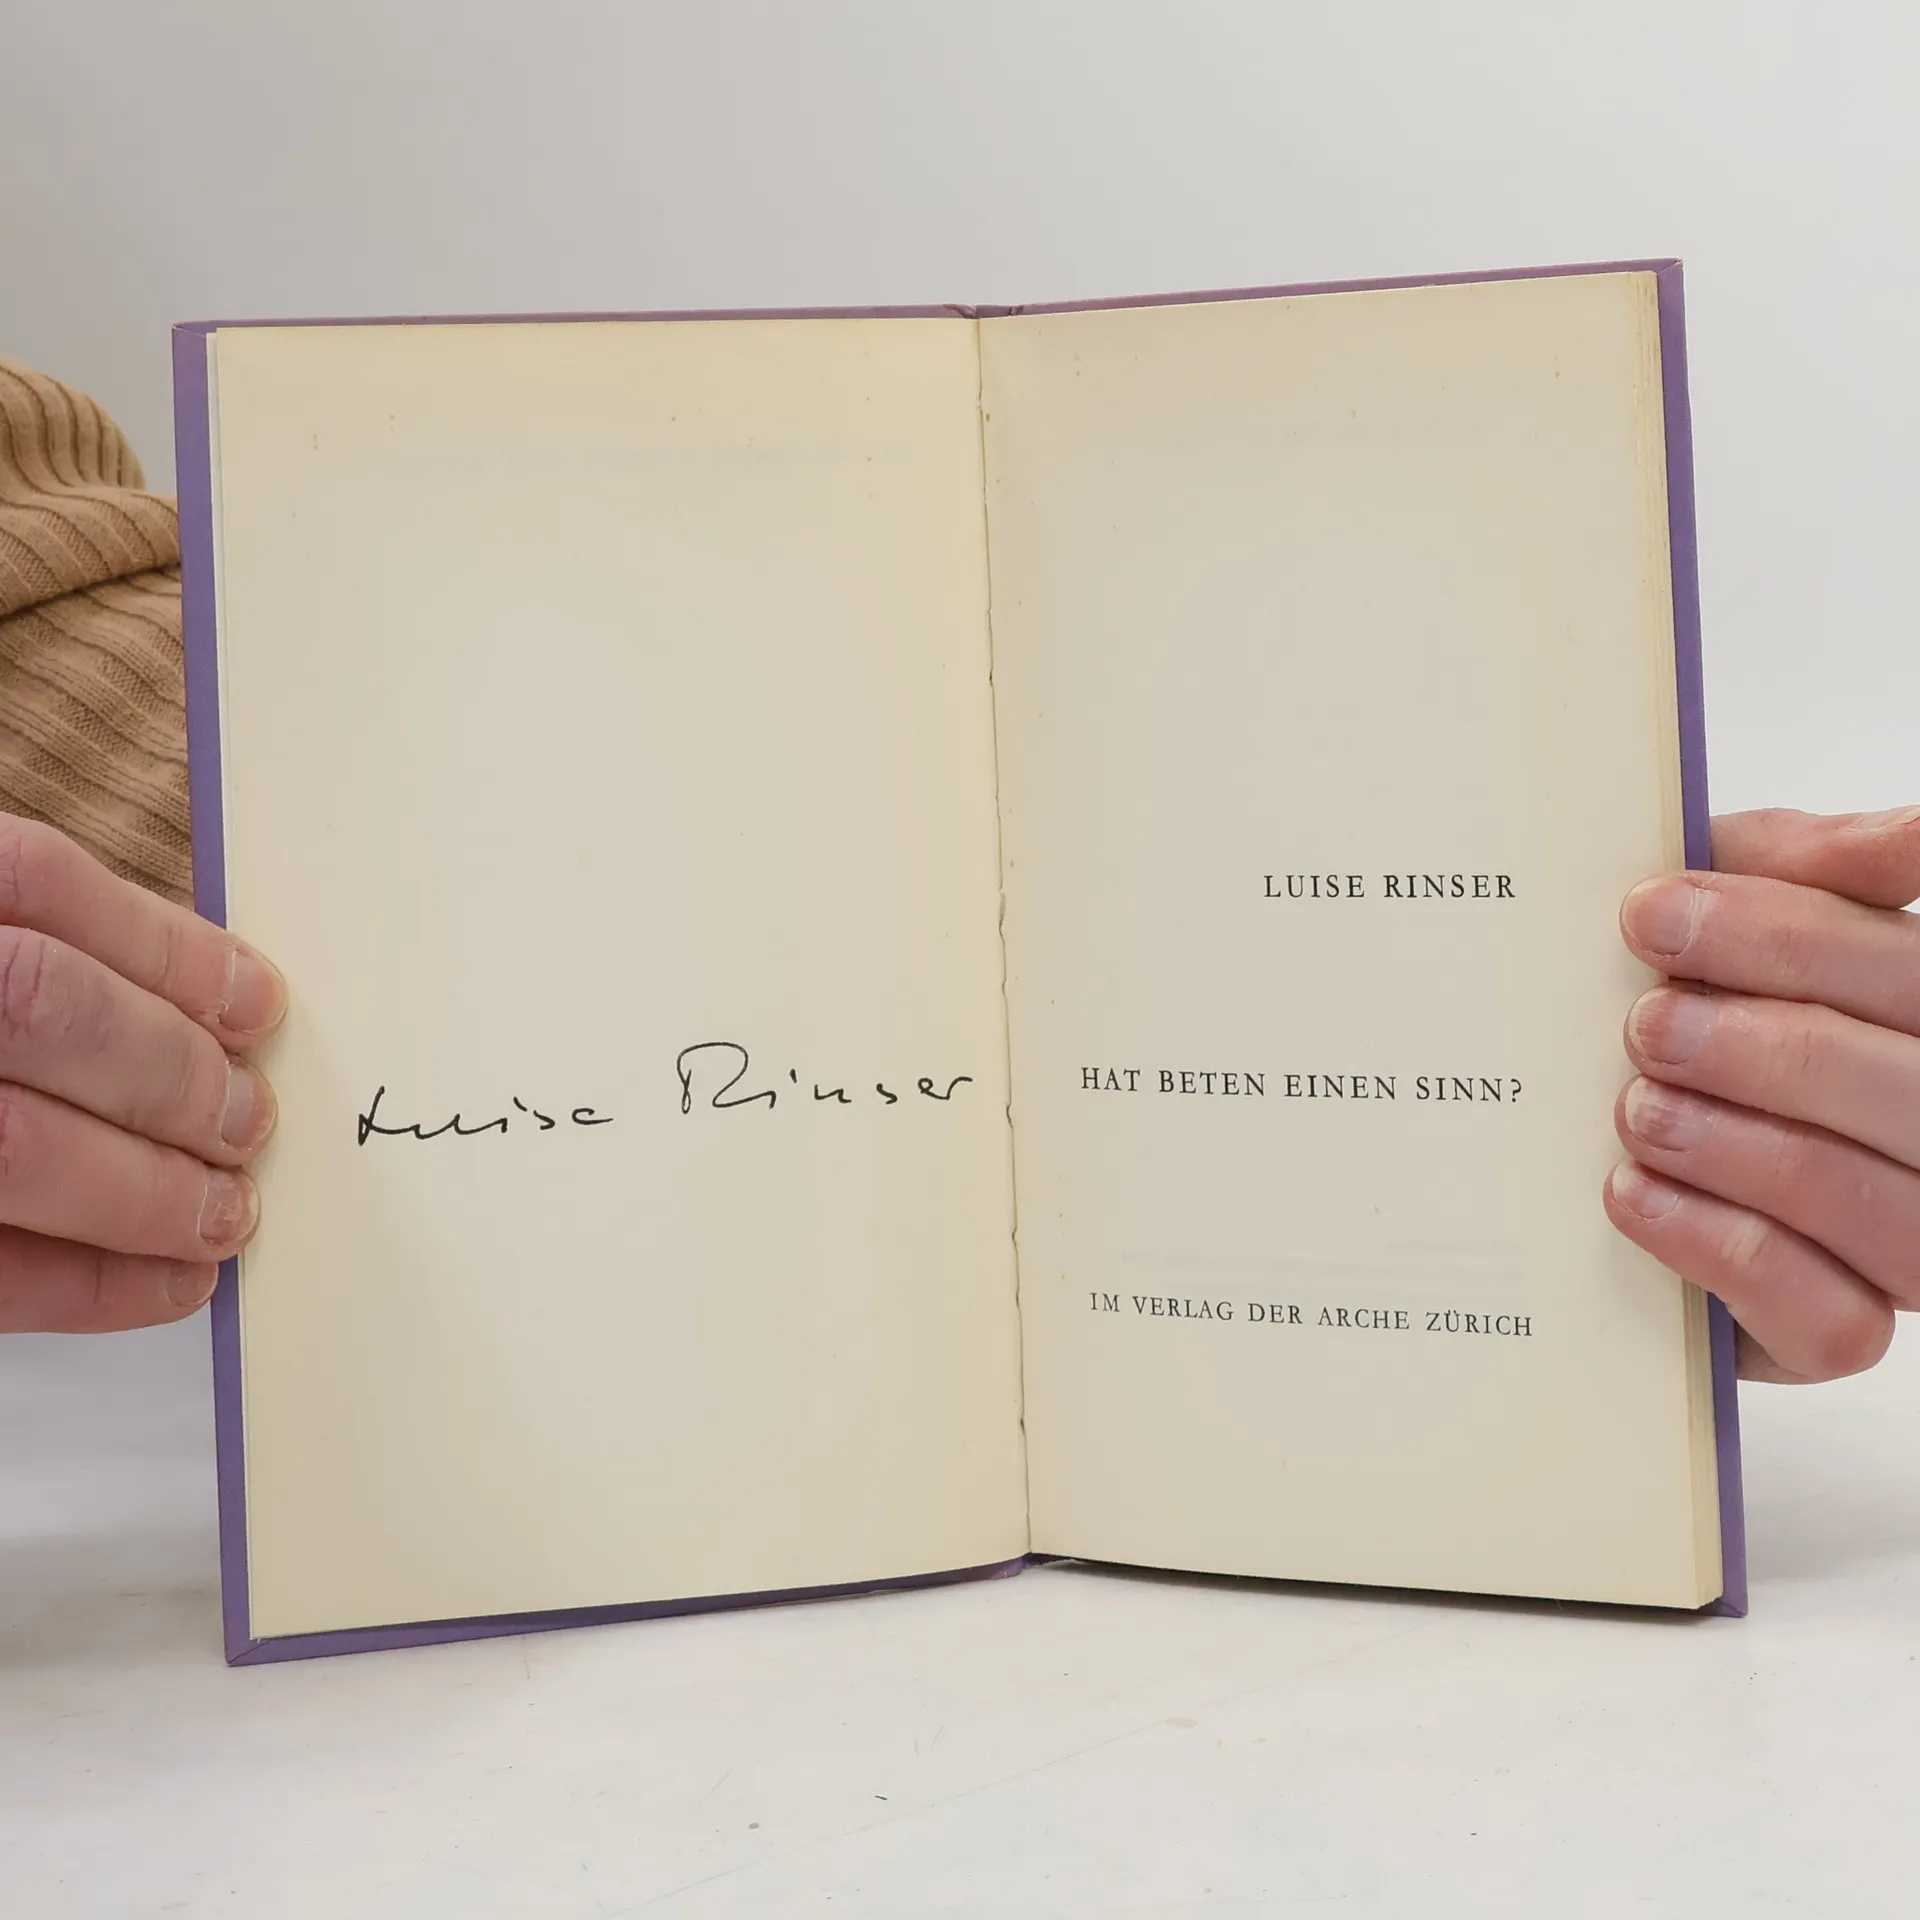 Luise Rinser
LUISE RINSER
HAT BETEN EINEN SINN?
IM VERLAG DER ARCHE ZÜRICH